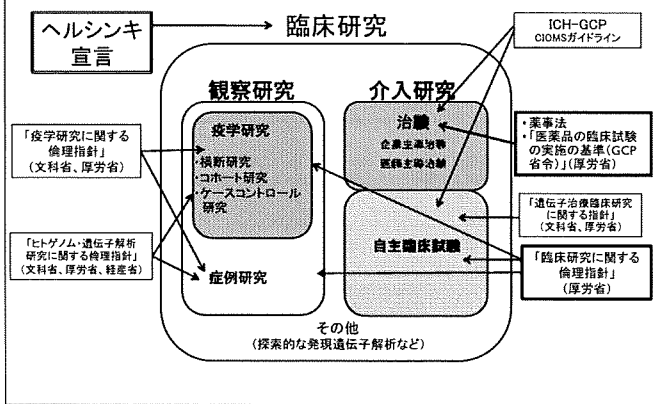 ヘルシンキ
宣言
臨床研究
ICH-GCP
CIOMSガイドライン
観察研究
介入研究
疫学研究
・横断研究
・コホート研究
・ケースコントロール
研究
症例研究
治験
企業主導治験
医師主導治験
自主臨床試験
その他
(探索的な発現遺伝子解析など)
「疫学研究に関する
倫理指針」
(文科省、厚労省)
「ヒトゲノム・遺伝子解析
研究に関する倫理指針」
(文科省、厚労省、経産省)
・薬事法
・「医薬品の臨床試験
の実施の基準(GCP
省令)」(厚労省)
「遺伝子治療臨床研究
に関する指針」
(文科省、厚労省)
「臨床研究に関する
倫理指針」
(厚労省)